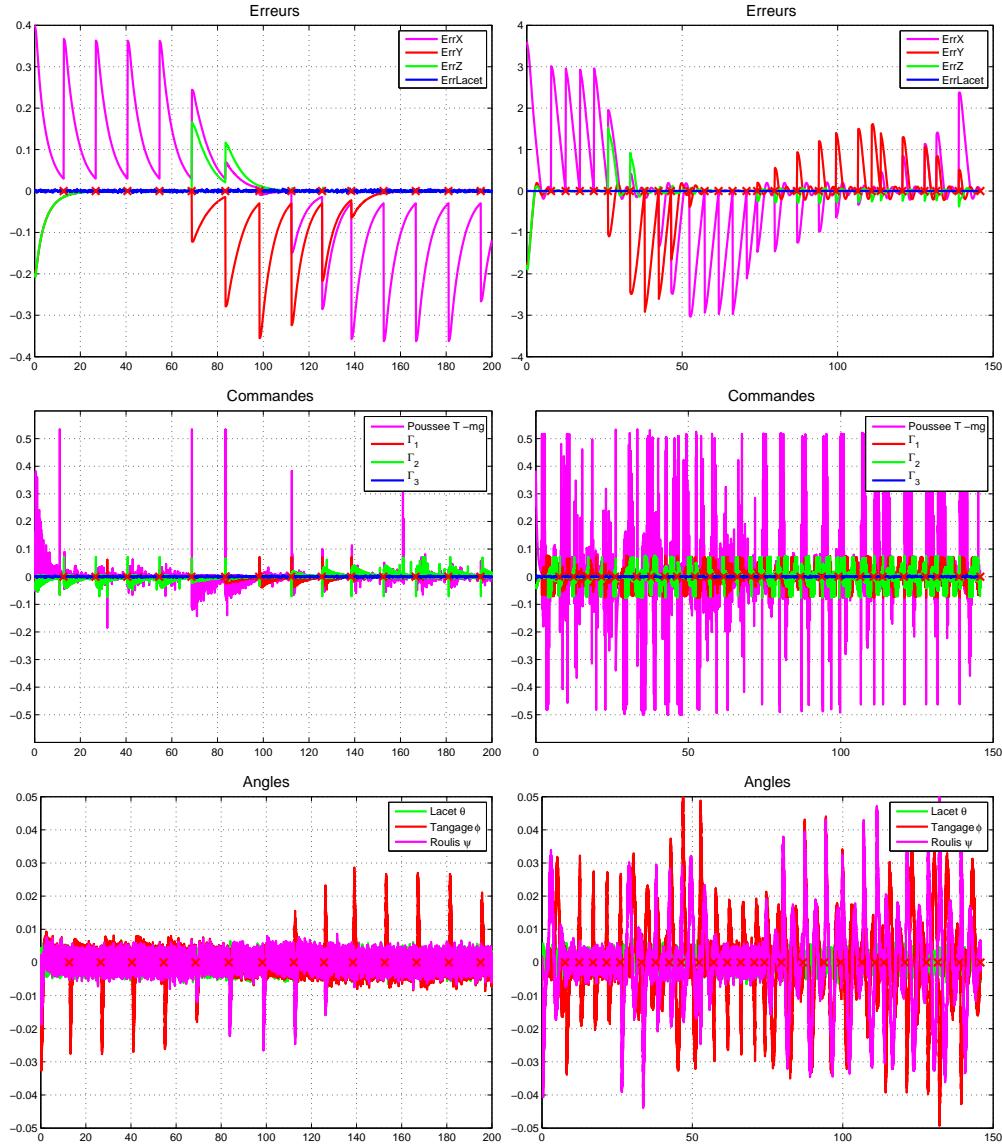 Erreurs
0.4
0.3
0.2
0.1
0
−0.1
−0.2
−0.3
−0.4
0 20 40 60 80 100 120 140 160 180 200
ErrX
ErrY
ErrZ
ErrLacet
Erreurs
4
3
2
1
0
−1
−2
−3
−4
0 50 100 150
ErrX
ErrY
ErrZ
ErrLacet
Commandes
0.5
0.4
0.3
0.2
0.1
0
−0.1
−0.2
−0.3
−0.4
−0.5
0 20 40 60 80 100 120 140 160 180 200
Poussee T −mg
Γ1
Γ2
Γ3
Commandes
0.5
0.4
0.3
0.2
0.1
0
−0.1
−0.2
−0.3
−0.4
−0.5
0 50 100 150
Poussee T −mg
Γ1
Γ2
Γ3
Angles
0.05
0.04
0.03
0.02
0.01
0
−0.01
−0.02
−0.03
−0.04
−0.05
0 20 40 60 80 100 120 140 160 180 200
Lacet θ
Tangage ϕ
Roulis ψ
Angles
0.05
0.04
0.03
0.02
0.01
0
−0.01
−0.02
−0.03
−0.04
−0.05
0 50 100 150
Lacet θ
Tangage ϕ
Roulis ψ